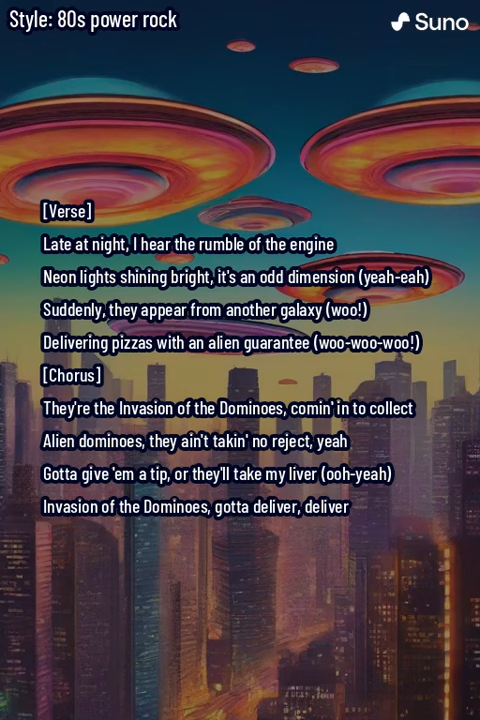 Style: 80s power rock
Suno
[Verse]
Late at night, I hear the rumble of the engine
Neon lights shining bright, it's an odd dimension (yeah-eah)
Suddenly, they appear from another galaxy (woo!)
Delivering pizzas with an alien guarantee (woo-woo-woo!)
[Chorus]
They're the Invasion of the Dominoes, comin' in to collect
Alien dominoes, they ain't takin' no reject, yeah
Gotta give 'em a tip, or they'll take my liver (ooh-yeah)
Invasion of the Dominoes, gotta deliver, deliver